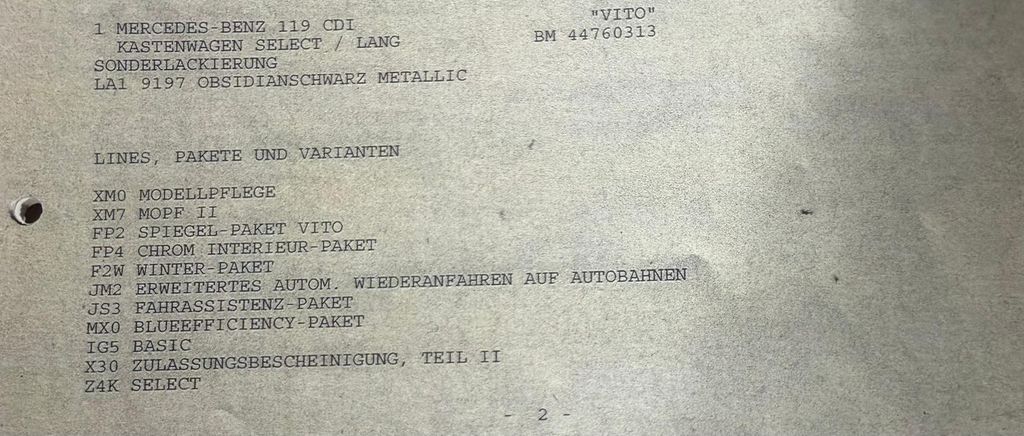 1 MERCEDES-BENZ 119 CDI "VITO"
KASTENWAGEN SELECT / LANG BM 44760313
SONDERLACKIERUNG
LA1 9197 OBSIDIANSCHWARZ METALLIC
LINES, PAKETE UND VARIANTEN
XM0 MODELLPFLEGE
XM7 MOPF II
FP2 SPIEGEL-PAKET VITO
FP4 CHROM INTERIEUR-PAKET
F2W WINTER-PAKET
JM2 ERWEITERTES AUTOM. WIEDERANFAHREN AUF AUTOBAHNEN
JS3 FAHRASSISTENZ-PAKET
MX0 BLUEEFFICIENCY-PAKET
IG5 BASIC
X30 ZULASSUNGSBESCHEINIGUNG, TEIL II
Z4K SELECT
- 2 -